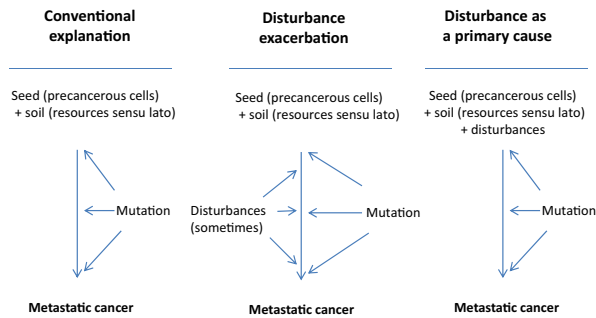 Conventional
explanation
Seed (precancerous cells)
+ soil (resources sensu lato)
Mutation
Metastatic cancer
Disturbance
exacerbation
Seed (precancerous cells)
+ soil (resources sensu lato)
Disturbances
(sometimes)
Mutation
Metastatic cancer
Disturbance as
a primary cause
Seed (precancerous cells)
+ soil (resources sensu lato)
+ disturbances
Mutation
Metastatic cancer